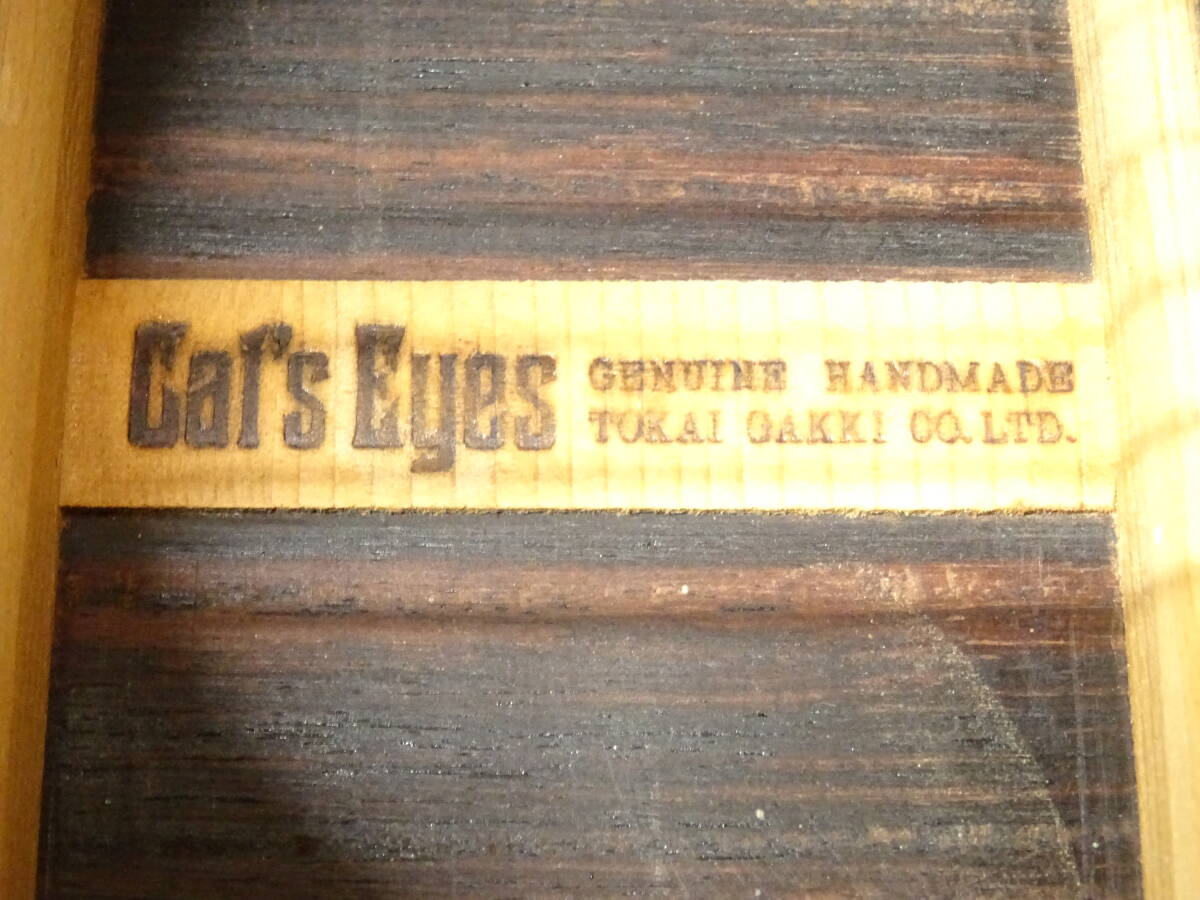 Cat's Eyes
GENUINE HANDMADE
TOKAI GAKKI CO. LTD.